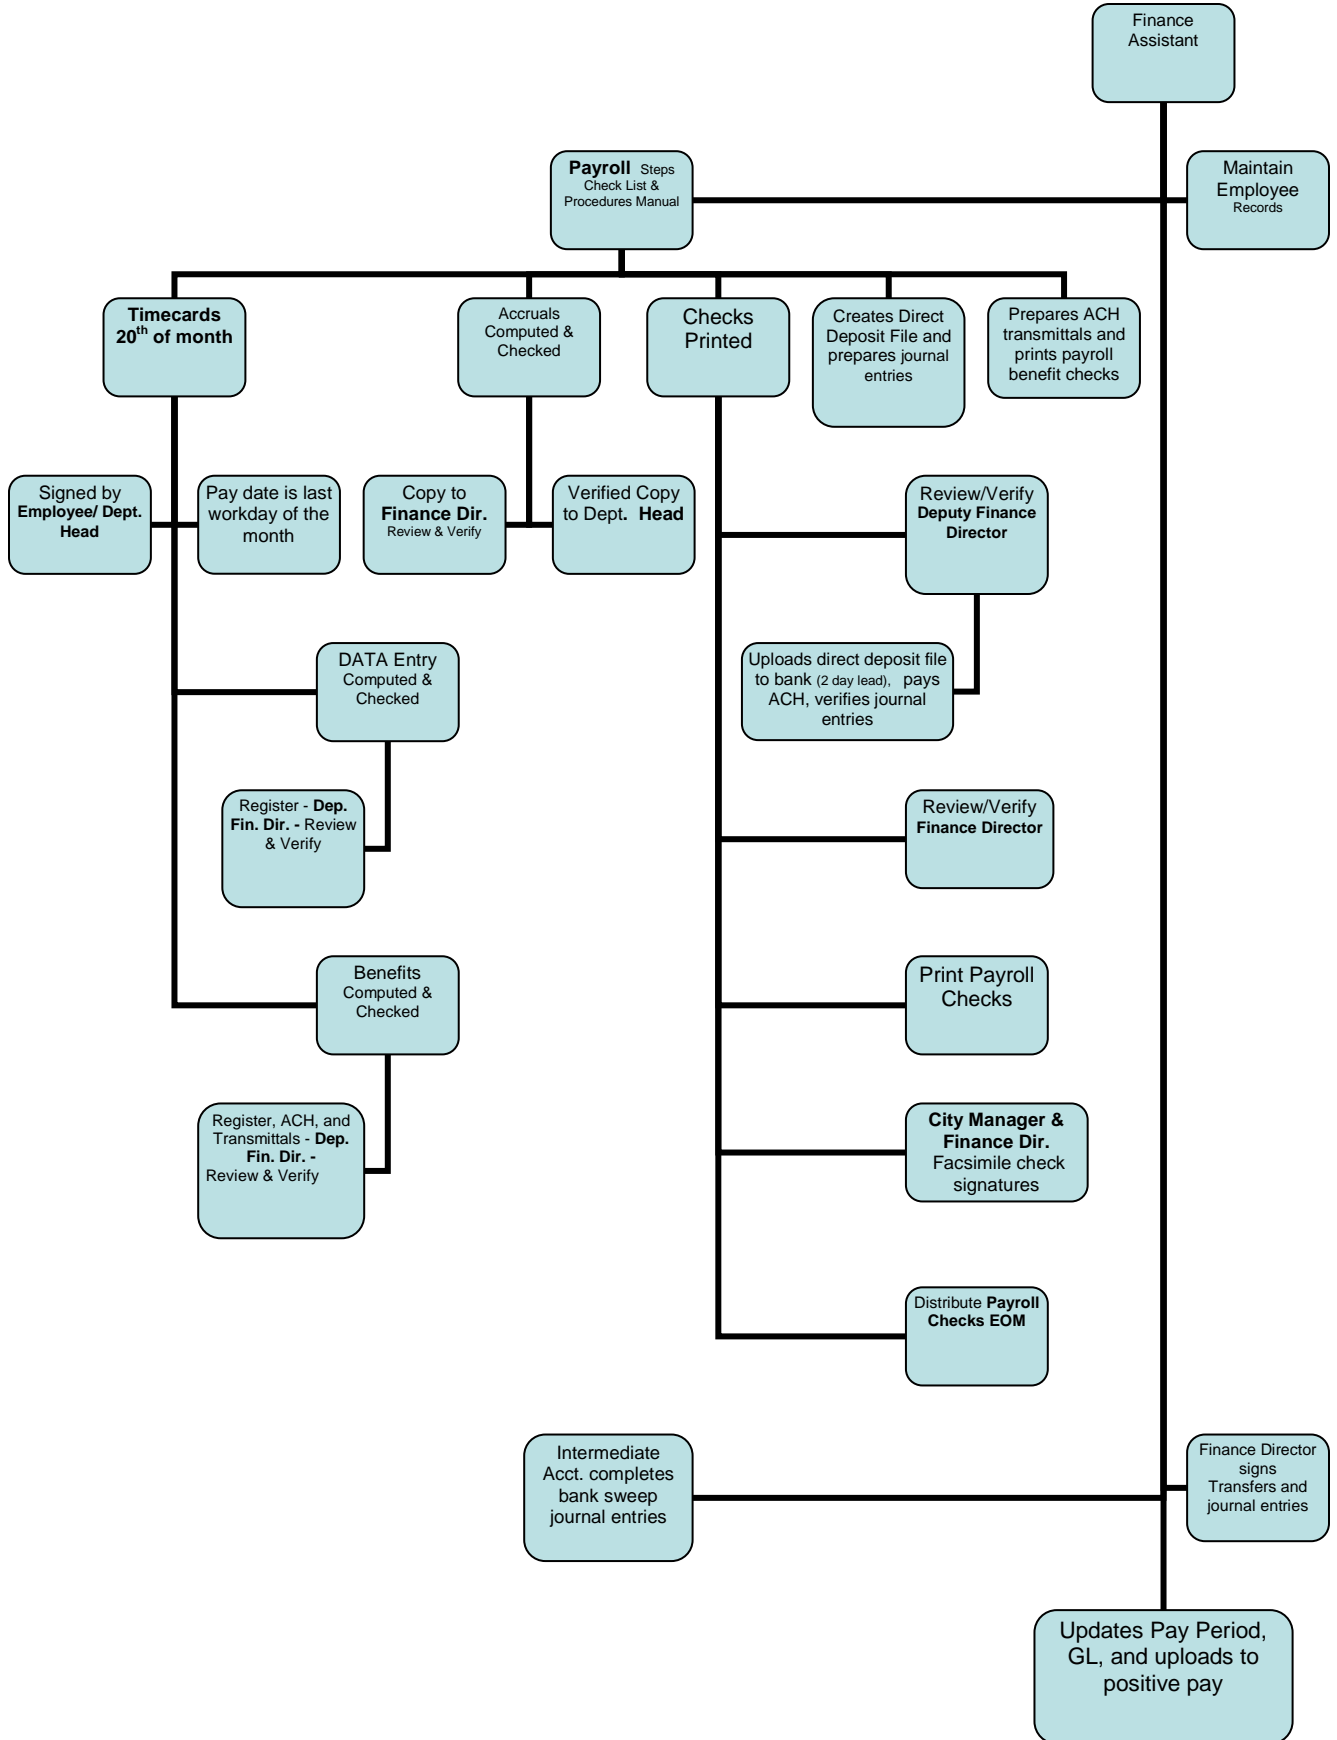 Finance
Assistant
Payroll Steps
Check List &
Procedures Manual
Maintain
Employee
Records
Timecards
20th of month
Accruals
Computed &
Checked
Checks
Printed
Creates Direct
Deposit File and
prepares journal
entries
Prepares ACH
transmittals and
prints payroll
benefit checks
Signed by
Employee/ Dept.
Head
Pay date is last
workday of the
month
Copy to
Finance Dir.
Review & Verify
Verified Copy
to Dept. Head
Review/Verify
Deputy Finance
Director
DATA Entry
Computed &
Checked
Uploads direct deposit file
to bank (2 day lead), pays
ACH, verifies journal
entries
Register - Dep.
Fin. Dir. - Review
& Verify
Review/Verify
Finance Director
Benefits
Computed &
Checked
Print Payroll
Checks
Register, ACH, and
Transmittals - Dep.
Fin. Dir. -
Review & Verify
City Manager &
Finance Dir.
Facsimile check
signatures
Distribute Payroll
Checks EOM
Intermediate
Acct. completes
bank sweep
journal entries
Finance Director
signs
Transfers and
journal entries
Updates Pay Period,
GL, and uploads to
positive pay